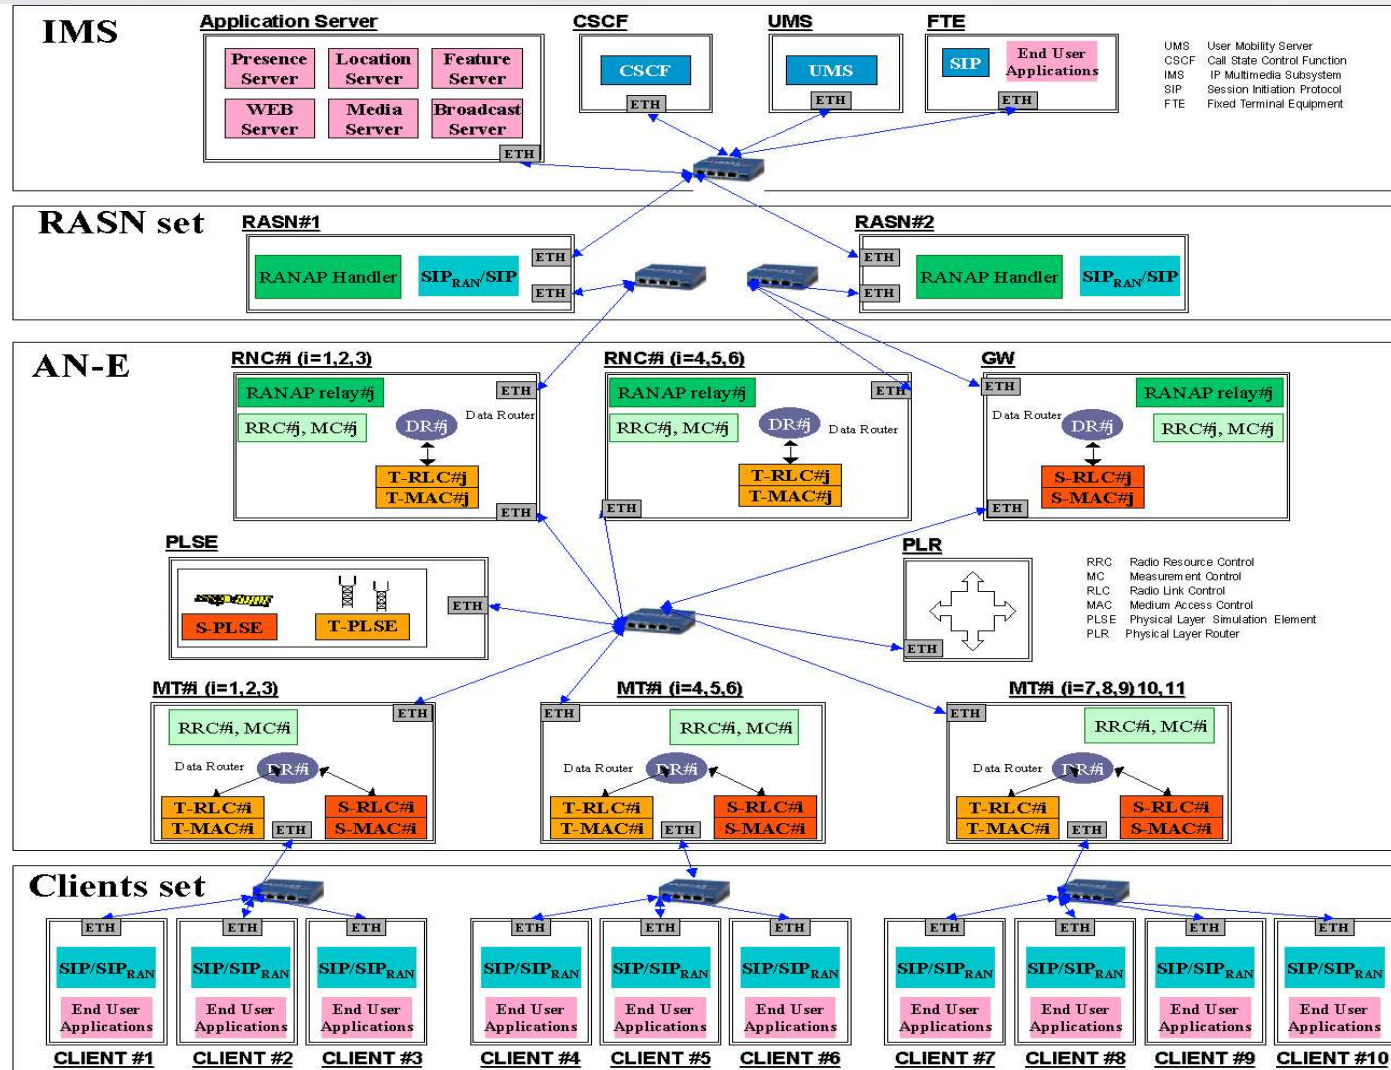 IMS
Application Server
CSCF
UMS
FTE
Presence Server
Location Server
Feature Server
WEB Server
Media Server
Broadcast Server
ETH
CSCF
ETH
UMS
ETH
SIP
End User Applications
ETH
UMS User Mobility Server
CSCF Call State Control Function
IMS IP Multimedia Subsystem
SIP Session Initiation Protocol
FTE Fixed Terminal Equipment
RASN set
RASN#1
RANAP Handler
SIPRAN/SIP
ETH
ETH
RASN#2
ETH
ETH
RANAP Handler
SIPRAN/SIP
AN-E
RNC#i (i=1,2,3)
RANAP relay#j
RRC#j, MC#j
DR#j
Data Router
T-RLC#j
T-MAC#j
ETH
ETH
RNC#i (i=4,5,6)
RANAP relay#j
RRC#j, MC#j
DR#j
Data Router
T-RLC#j
T-MAC#j
ETH
ETH
GW
ETH
RANAP relay#j
Data Router
DR#j
RRC#j, MC#j
S-RLC#j
S-MAC#j
ETH
PLSE
S-PLSE
T-PLSE
ETH
PLR
ETH
RRC Radio Resource Control
MC Measurement Control
RLC Radio Link Control
MAC Medium Access Control
PLSE Physical Layer Simulation Element
PLR Physical Layer Router
MT#i (i=1,2,3)
RRC#i, MC#i
ETH
Data Router
DR#i
T-RLC#i
T-MAC#i
S-RLC#i
S-MAC#i
ETH
MT#i (i=4,5,6)
ETH
RRC#i, MC#i
Data Router
DR#i
T-RLC#i
T-MAC#i
S-RLC#i
S-MAC#i
ETH
MT#i (i=7,8,9)10,11
ETH
RRC#i, MC#i
Data Router
DR#i
T-RLC#i
T-MAC#i
S-RLC#i
S-MAC#i
ETH
Clients set
ETH
SIP/SIPRAN
End User Applications
CLIENT #1
ETH
SIP/SIPRAN
End User Applications
CLIENT #2
ETH
SIP/SIPRAN
End User Applications
CLIENT #3
ETH
SIP/SIPRAN
End User Applications
CLIENT #4
ETH
SIP/SIPRAN
End User Applications
CLIENT #5
ETH
SIP/SIPRAN
End User Applications
CLIENT #6
ETH
SIP/SIPRAN
End User Applications
CLIENT #7
ETH
SIP/SIPRAN
End User Applications
CLIENT #8
ETH
SIP/SIPRAN
End User Applications
CLIENT #9
ETH
SIP/SIPRAN
End User Applications
CLIENT #10